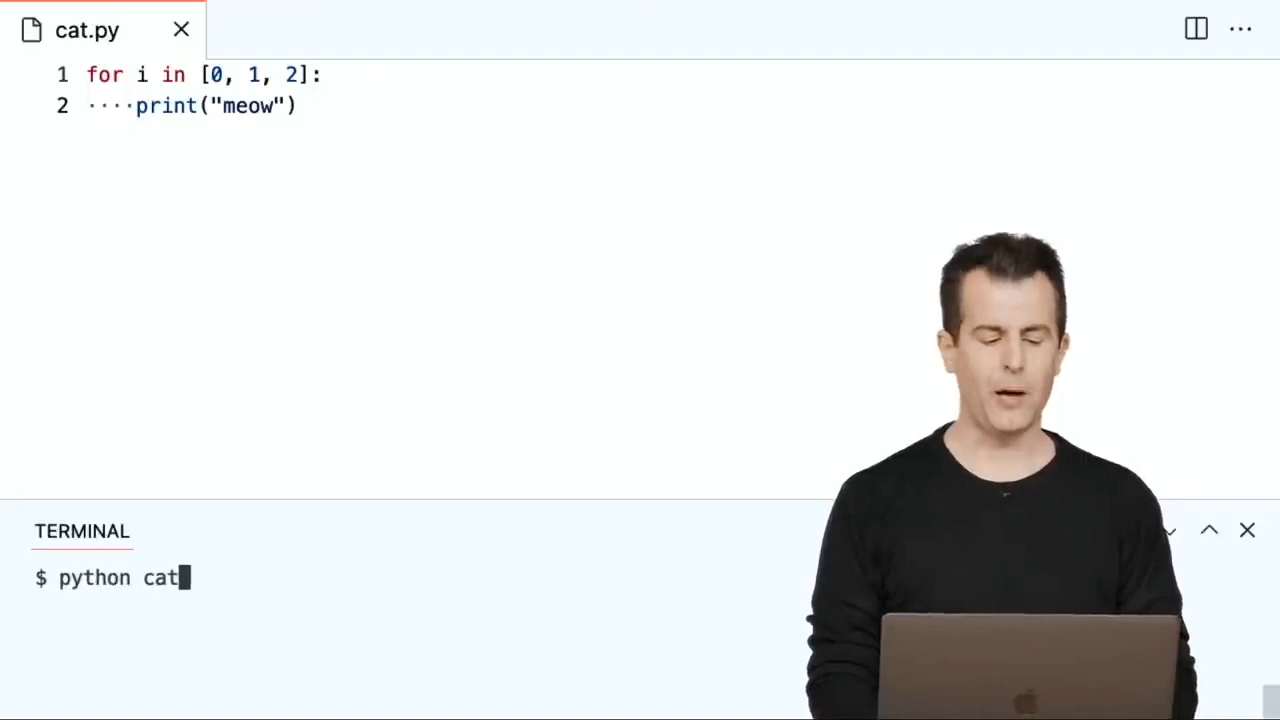 cat.py
1 for i in [0, 1, 2]:
2 ····print("meow")
TERMINAL
$ python cat